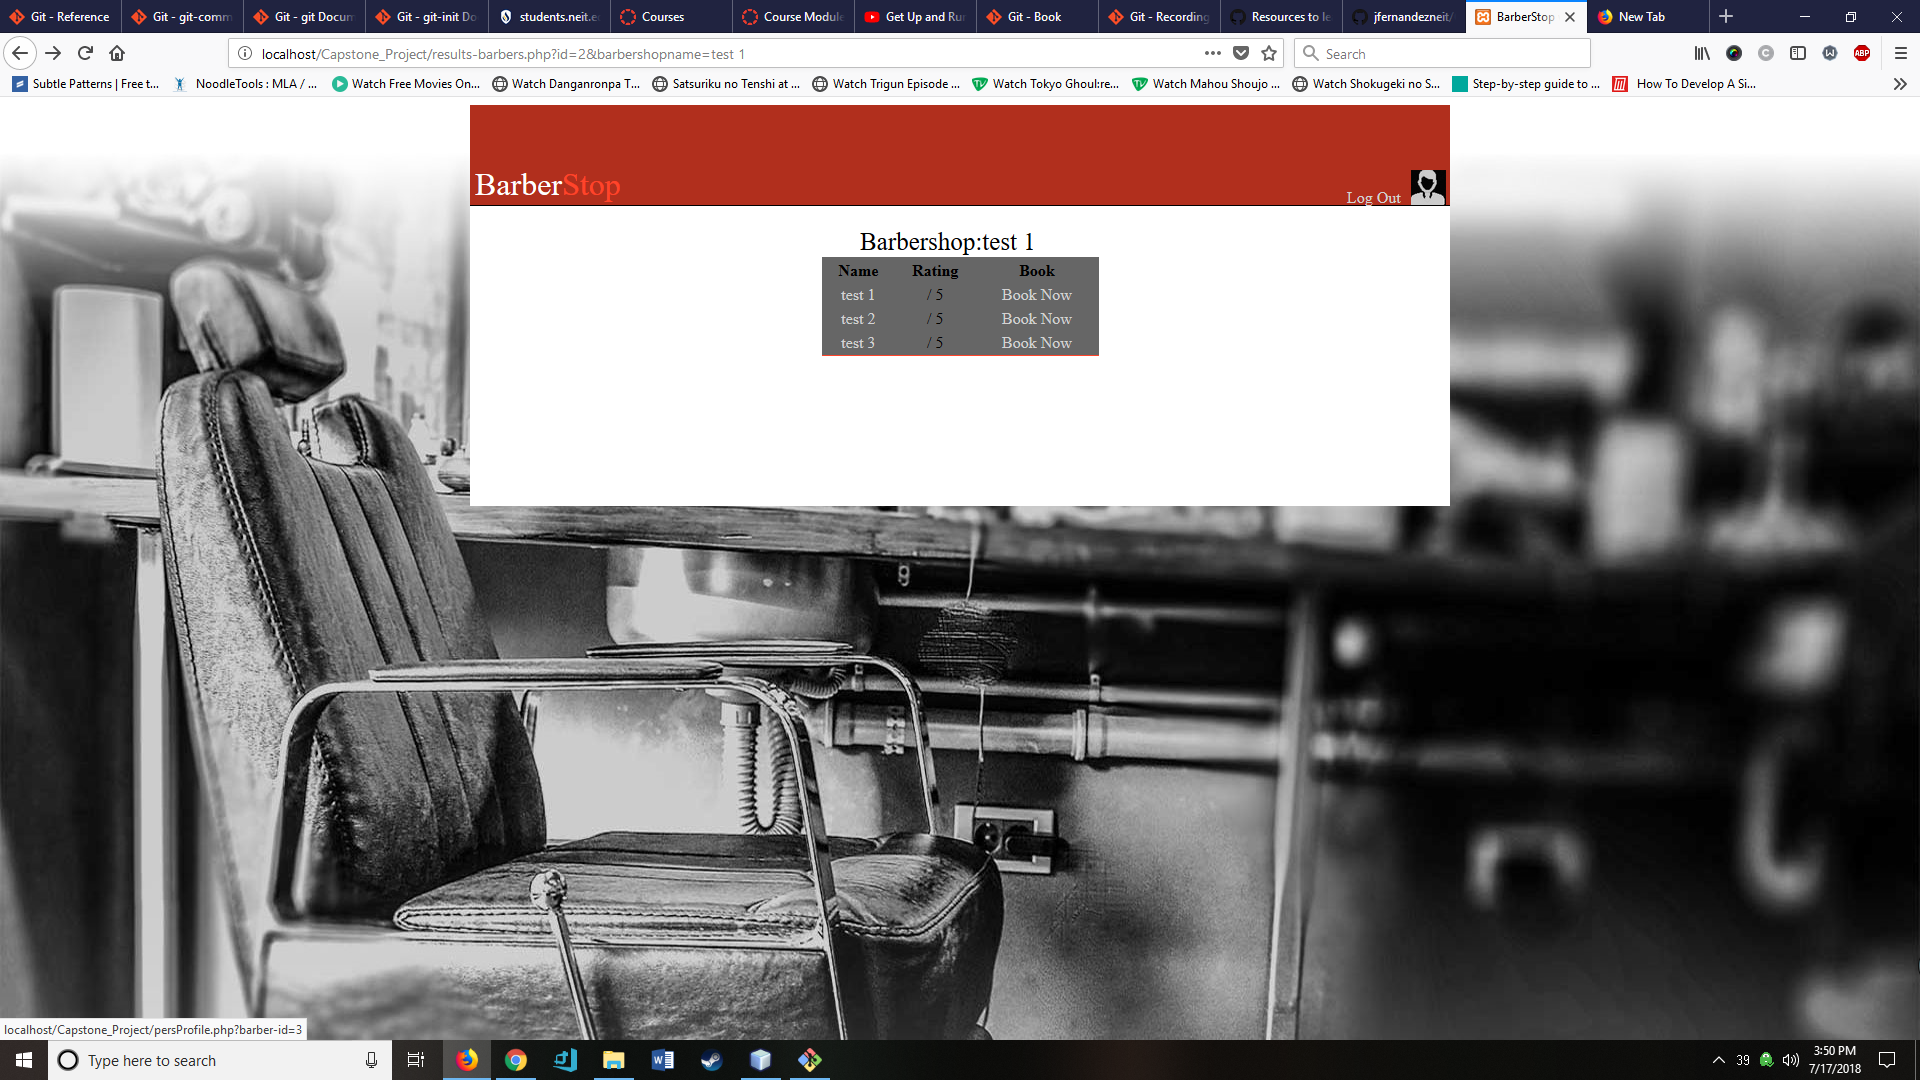 Git - Reference
Git - git-comm
Git - git Docum
Git - git-init Do
students.neit.e
Courses
Course Module
Get Up and Run
Git - Book
Git - Recording
Resources to le
jfernandezneit/
BarberStop
New Tab
localhost/Capstone_Project/results-barbers.php?id=2&barbershopname=test 1
Search
Subtle Patterns | Free t...
NoodleTools : MLA / ...
Watch Free Movies On...
Watch Danganronpa T...
Satsuriku no Tenshi at ...
Watch Trigun Episode ...
Watch Tokyo Ghoul:re...
Watch Mahou Shoujo ...
Watch Shokugeki no S...
Step-by-step guide to ...
How To Develop A Si...
ABP
BarberStop
Log Out
Barbershop:test 1
Name Rating Book
test 1 / 5 Book Now
test 2 / 5 Book Now
test 3 / 5 Book Now
localhost/Capstone_Project/persProfile.php?barber-id=3
Type here to search
39
3:50 PM
7/17/2018